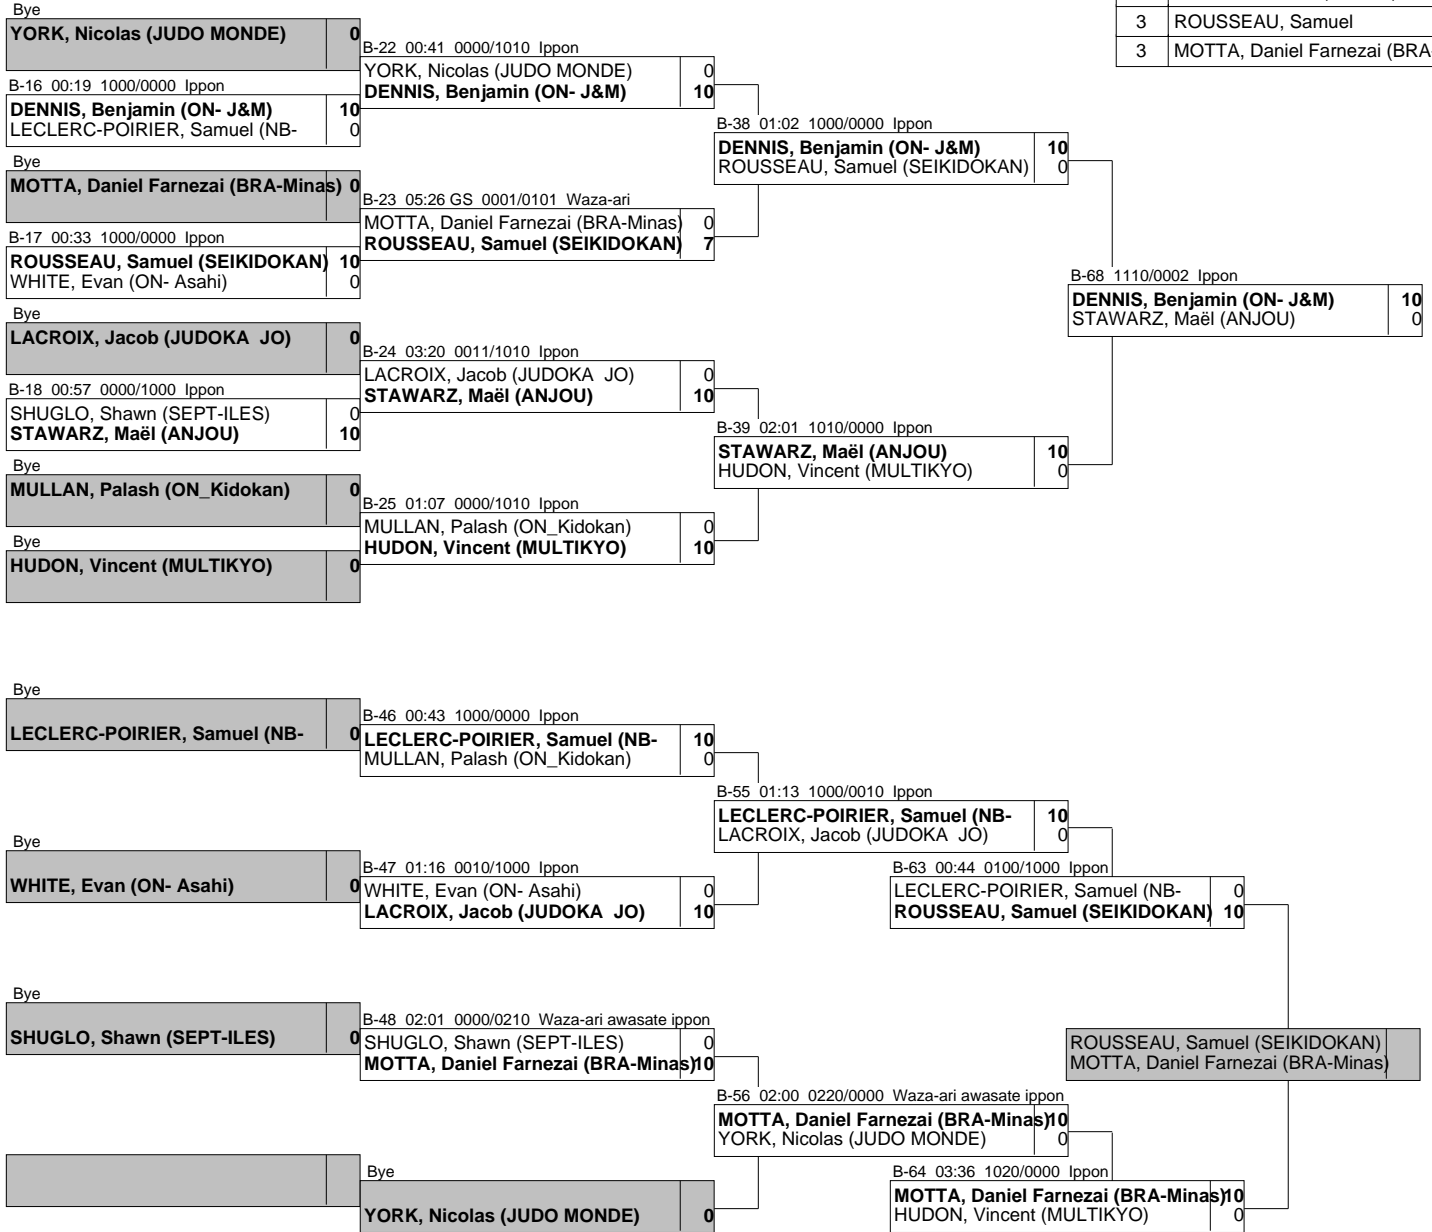 3 ROUSSEAU, Samuel
3 MOTTA, Daniel Farnezai (BRA-
Bye
YORK, Nicolas (JUDO MONDE) 0
B-16 00:19 1000/0000 Ippon
DENNIS, Benjamin (ON- J&M) 10
LECLERC-POIRIER, Samuel (NB- 0
Bye
MOTTA, Daniel Farnezai (BRA-Minas) 0
B-17 00:33 1000/0000 Ippon
ROUSSEAU, Samuel (SEIKIDOKAN) 10
WHITE, Evan (ON- Asahi) 0
Bye
LACROIX, Jacob (JUDOKA JO) 0
B-18 00:57 0000/1000 Ippon
SHUGLO, Shawn (SEPT-ILES) 0
STAWARZ, Maël (ANJOU) 10
Bye
MULLAN, Palash (ON_Kidokan) 0
Bye
HUDON, Vincent (MULTIKYO) 0
B-22 00:41 0000/1010 Ippon
YORK, Nicolas (JUDO MONDE) 0
DENNIS, Benjamin (ON- J&M) 10
B-23 05:26 GS 0001/0101 Waza-ari
MOTTA, Daniel Farnezai (BRA-Minas) 0
ROUSSEAU, Samuel (SEIKIDOKAN) 7
B-24 03:20 0011/1010 Ippon
LACROIX, Jacob (JUDOKA JO) 0
STAWARZ, Maël (ANJOU) 10
B-25 01:07 0000/1010 Ippon
MULLAN, Palash (ON_Kidokan) 0
HUDON, Vincent (MULTIKYO) 10
B-38 01:02 1000/0000 Ippon
DENNIS, Benjamin (ON- J&M) 10
ROUSSEAU, Samuel (SEIKIDOKAN) 0
B-39 02:01 1010/0000 Ippon
STAWARZ, Maël (ANJOU) 10
HUDON, Vincent (MULTIKYO) 0
B-68 1110/0002 Ippon
DENNIS, Benjamin (ON- J&M) 10
STAWARZ, Maël (ANJOU) 0
Bye
LECLERC-POIRIER, Samuel (NB- 0
Bye
WHITE, Evan (ON- Asahi) 0
Bye
SHUGLO, Shawn (SEPT-ILES) 0
B-46 00:43 1000/0000 Ippon
LECLERC-POIRIER, Samuel (NB- 10
MULLAN, Palash (ON_Kidokan) 0
B-47 01:16 0010/1000 Ippon
WHITE, Evan (ON- Asahi) 0
LACROIX, Jacob (JUDOKA JO) 10
B-48 02:01 0000/0210 Waza-ari awasate ippon
SHUGLO, Shawn (SEPT-ILES) 0
MOTTA, Daniel Farnezai (BRA-Minas) 10
Bye
YORK, Nicolas (JUDO MONDE) 0
B-55 01:13 1000/0010 Ippon
LECLERC-POIRIER, Samuel (NB- 10
LACROIX, Jacob (JUDOKA JO) 0
B-56 02:00 0220/0000 Waza-ari awasate ippon
MOTTA, Daniel Farnezai (BRA-Minas) 10
YORK, Nicolas (JUDO MONDE) 0
B-63 00:44 0100/1000 Ippon
LECLERC-POIRIER, Samuel (NB- 0
ROUSSEAU, Samuel (SEIKIDOKAN) 10
B-64 03:36 1020/0000 Ippon
MOTTA, Daniel Farnezai (BRA-Minas) 10
HUDON, Vincent (MULTIKYO) 0
ROUSSEAU, Samuel (SEIKIDOKAN)
MOTTA, Daniel Farnezai (BRA-Minas)